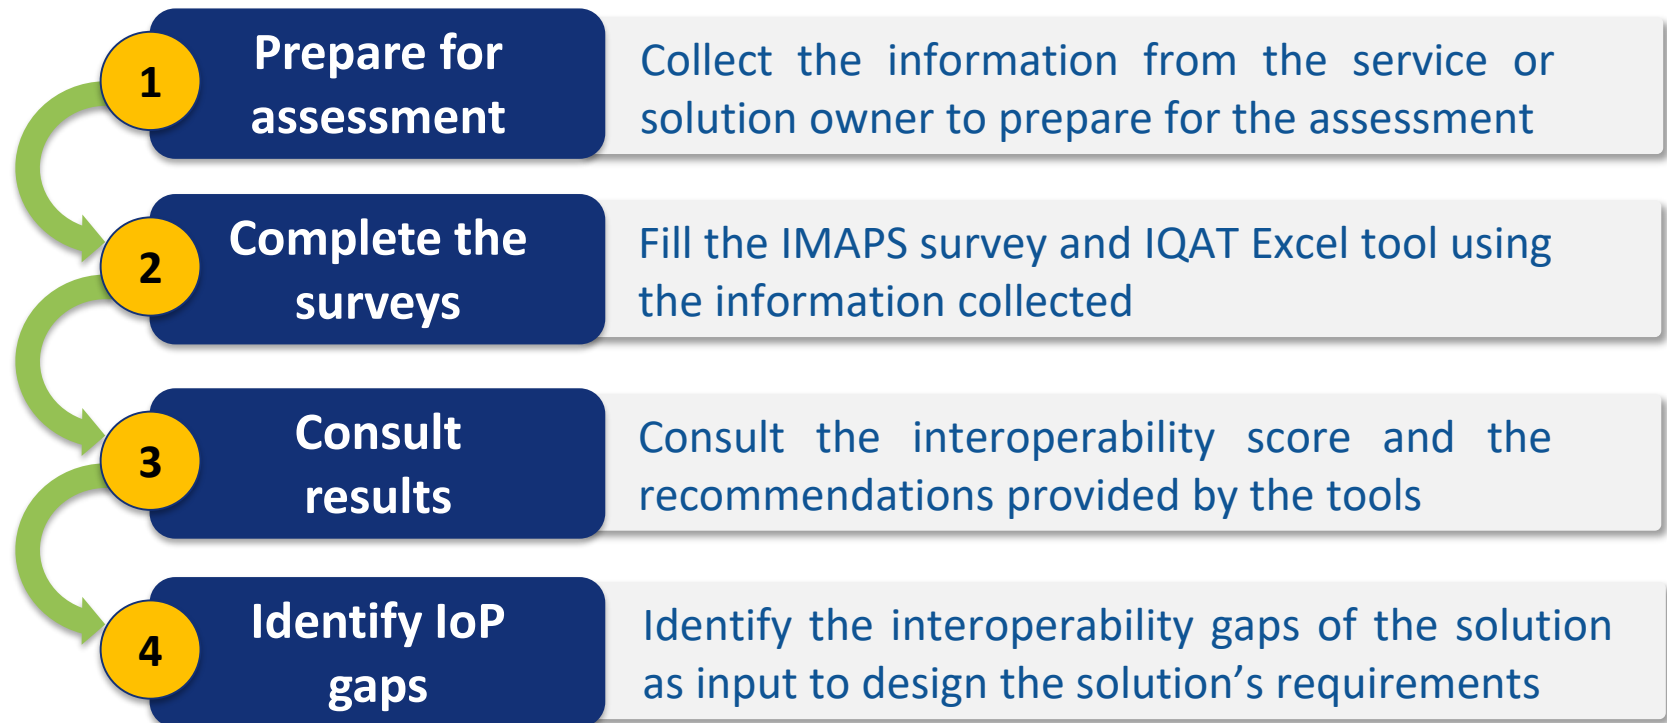 1
Prepare for
assessment
Collect the information from the service or
solution owner to prepare for the assessment
2
Complete the
surveys
Fill the IMAPS survey and IQAT Excel tool using
the information collected
3
Consult
results
Consult the interoperability score and the
recommendations provided by the tools
4
Identify IoP
gaps
Identify the interoperability gaps of the solution
as input to design the solution’s requirements